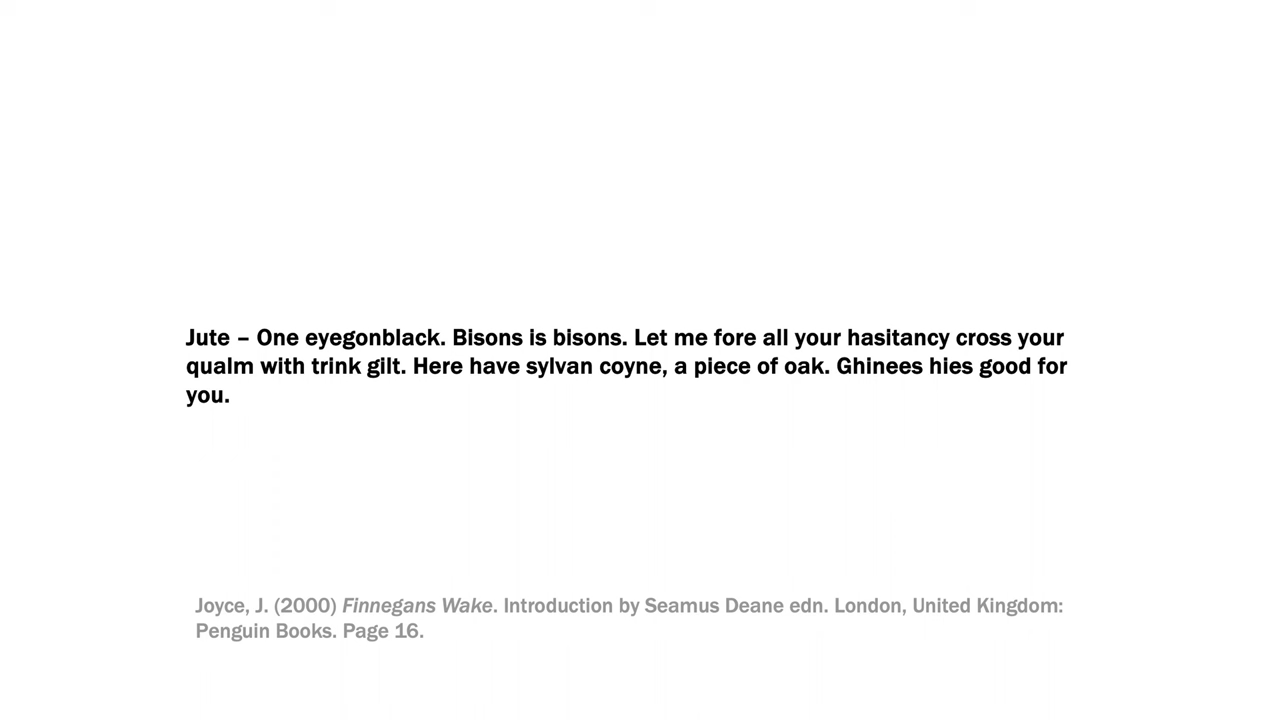 Jute – One eyegonblack. Bisons is bisons. Let me fore all your hasitancy cross your
qualm with trink gilt. Here have sylvan coyne, a piece of oak. Ghinees hies good for
you.
Joyce, J. (2000) Finnegans Wake. Introduction by Seamus Deane edn. London, United Kingdom:
Penguin Books. Page 16.